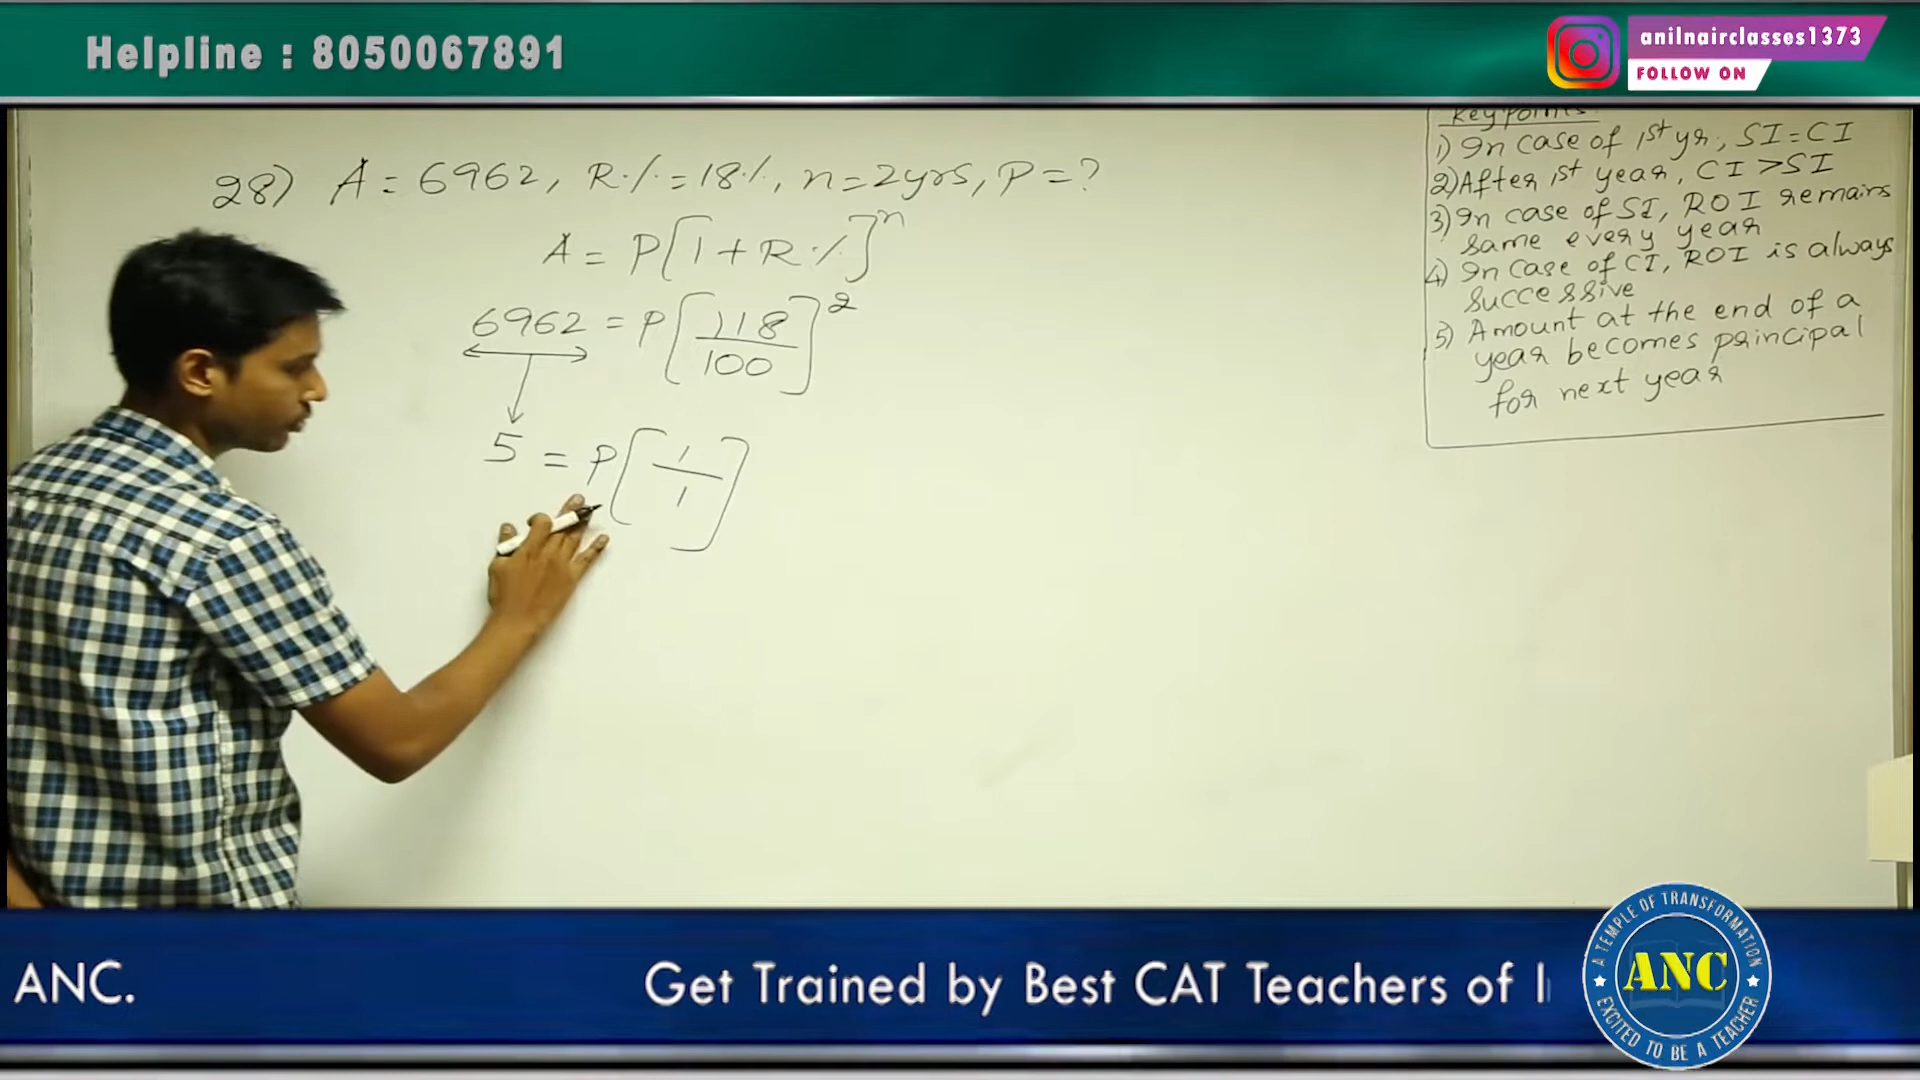 Helpline : 8050067891
anilnairclasses1373
FOLLOW ON
28) A = 6962, R.% = 18%, n = 2yrs, P = ?
A = P[1 + R.%]^n
6962 = P[118/100]^2
5 = P[1/1]
Key points
1) In case of 1st yr, SI = CI
2) After 1st year, CI > SI
3) In case of SI, ROI remains
same every year
4) In case of CI, ROI is always
successive
5) Amount at the end of a
year becomes principal
for next year
ANC. Get Trained by Best CAT Teachers of I
A TEMPLE OF TRANSFORMATION
ANC
EXCITED TO BE A TEACHER